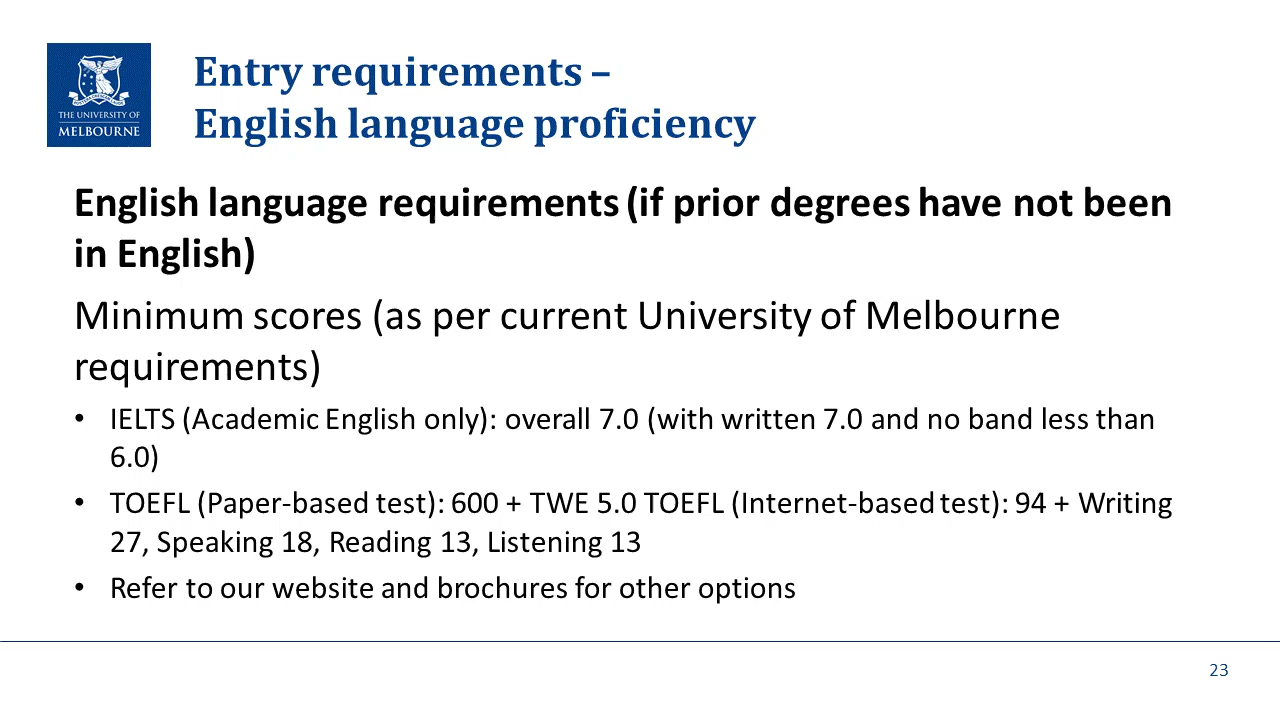 THE UNIVERSITY OF
MELBOURNE
Entry requirements –
English language proficiency
English language requirements (if prior degrees have not been
in English)
Minimum scores (as per current University of Melbourne
requirements)
• IELTS (Academic English only): overall 7.0 (with written 7.0 and no band less than
6.0)
• TOEFL (Paper-based test): 600 + TWE 5.0 TOEFL (Internet-based test): 94 + Writing
27, Speaking 18, Reading 13, Listening 13
• Refer to our website and brochures for other options
23